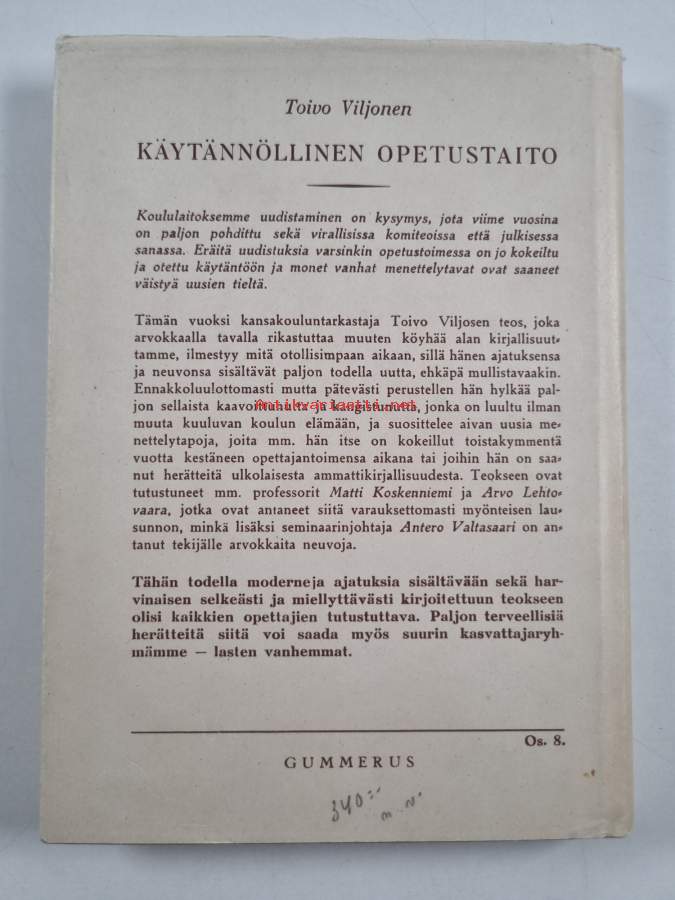 Toivo Viljonen
KÄYTÄNNÖLLINEN OPETUSTAITO
Koululaitoksemme uudistaminen on kysymys, jota viime vuosina
on paljon pohdittu sekä virallisissa komiteoissa että julkisessa
sanassa. Eräitä uudistuksia varsinkin opetustoimessa on jo kokeiltu
ja otettu käytäntöön ja monet vanhat menettelytavat ovat saaneet
väistyä uusien tieltä.
Tämän vuoksi kansakouluntarkastaja Toivo Viljosen teos, joka
arvokkaalla tavalla rikastuttaa muuten köyhää alan kirjallisuut-
tamme, ilmestyy mitä otollisimpaan aikaan, sillä hänen ajatuksensa
ja neuvonsa sisältävät paljon todella uutta, ehkäpä mullistavaakin.
Ennakkoluulottomasti mutta pätevästi perustellen hän hylkää pal-
jon sellaista kaavoittunutta ja kangistunutta, jonka on luultu ilman
Antikvariaatti.net
muuta kuuluvan koulun elämään, ja suosittelee aivan uusia me-
nettelytapoja, joita mm. hän itse on kokeillut toistakymmentä
vuotta kestäneen opettajantoimensa aikana tai joihin hän on saa-
nut herätteitä ulkolaisesta ammattikirjallisuudesta. Teokseen ovat
tutustuneet mm. professorit Matti Koskenniemi ja Arvo Lehto-
vaara, jotka ovat antaneet siitä varauksettomasti myönteisen lau-
sunnon, minkä lisäksi seminaarinjohtaja Antero Valtasaari on an-
tanut tekijälle arvokkaita neuvoja.
Tähän todella moderneja ajatuksia sisältävään sekä har-
vinaisen selkeästi ja miellyttävästi kirjoitettuun teokseen
olisi kaikkien opettajien tutustuttava. Paljon terveellisiä
herätteitä siitä voi saada myös suurin kasvattajaryh-
mämme — lasten vanhemmat.
Os. 8.
GUMMERUS
340:-
m. n.